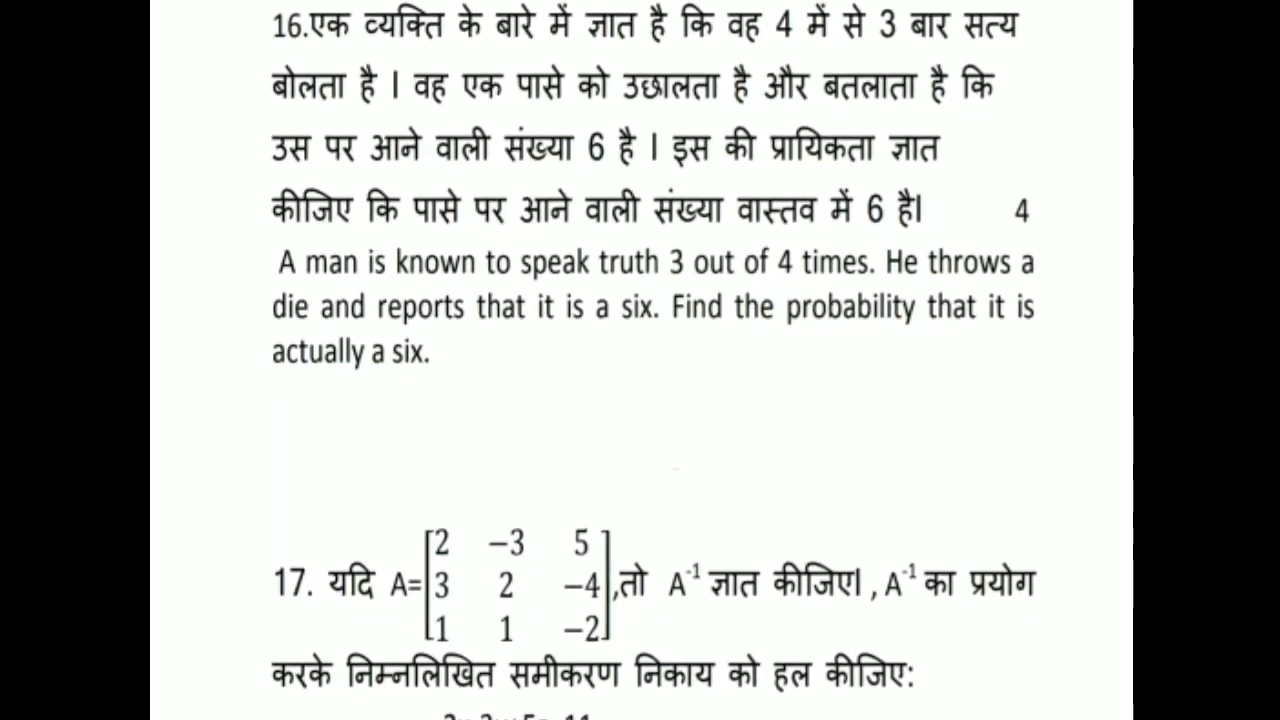 16.एक व्यक्ति के बारे में ज्ञात है कि वह 4 में से 3 बार सत्य
बोलता है । वह एक पासे को उछालता है और बतलाता है कि
उस पर आने वाली संख्या 6 है । इस की प्रायिकता ज्ञात
कीजिए कि पासे पर आने वाली संख्या वास्तव में 6 है। 4
A man is known to speak truth 3 out of 4 times. He throws a
die and reports that it is a six. Find the probability that it is
actually a six.
2 −3 5
17. यदि A= 3 2 −4 ,तो A⁻¹ ज्ञात कीजिए। , A⁻¹ का प्रयोग
1 1 −2
करके निम्नलिखित समीकरण निकाय को हल कीजिए: